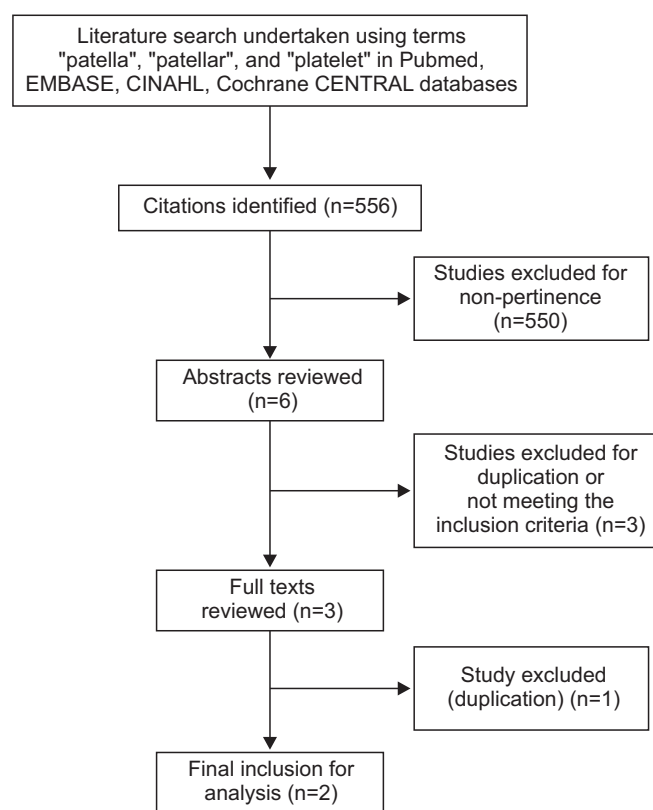 Literature search undertaken using terms
"patella", "patellar", and "platelet" in Pubmed,
EMBASE, CINAHL, Cochrane CENTRAL databases
Citations identified (n=556)
Studies excluded for
non-pertinence
(n=550)
Abstracts reviewed
(n=6)
Studies excluded for
duplication or
not meeting the
inclusion criteria (n=3)
Full texts
reviewed (n=3)
Study excluded
(duplication) (n=1)
Final inclusion for
analysis (n=2)